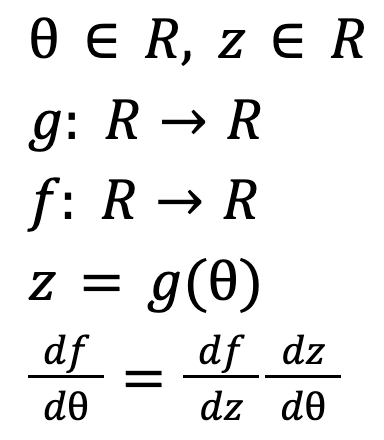 θ ∈ R, z ∈ R
g: R → R
f: R → R
z = g(θ)
df/dθ = df/dz dz/dθ